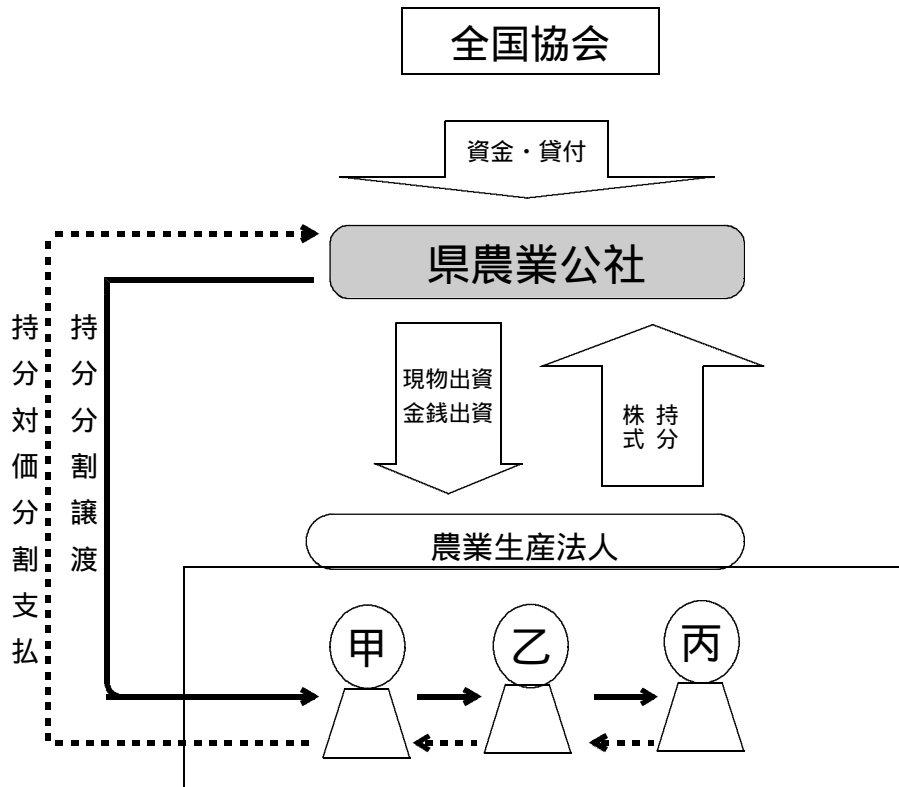 全国協会
資金・貸付
県農業公社
持分対価分割支払
持分分割譲渡
現物出資
金銭出資
株式
持分
農業生産法人
甲
乙
丙